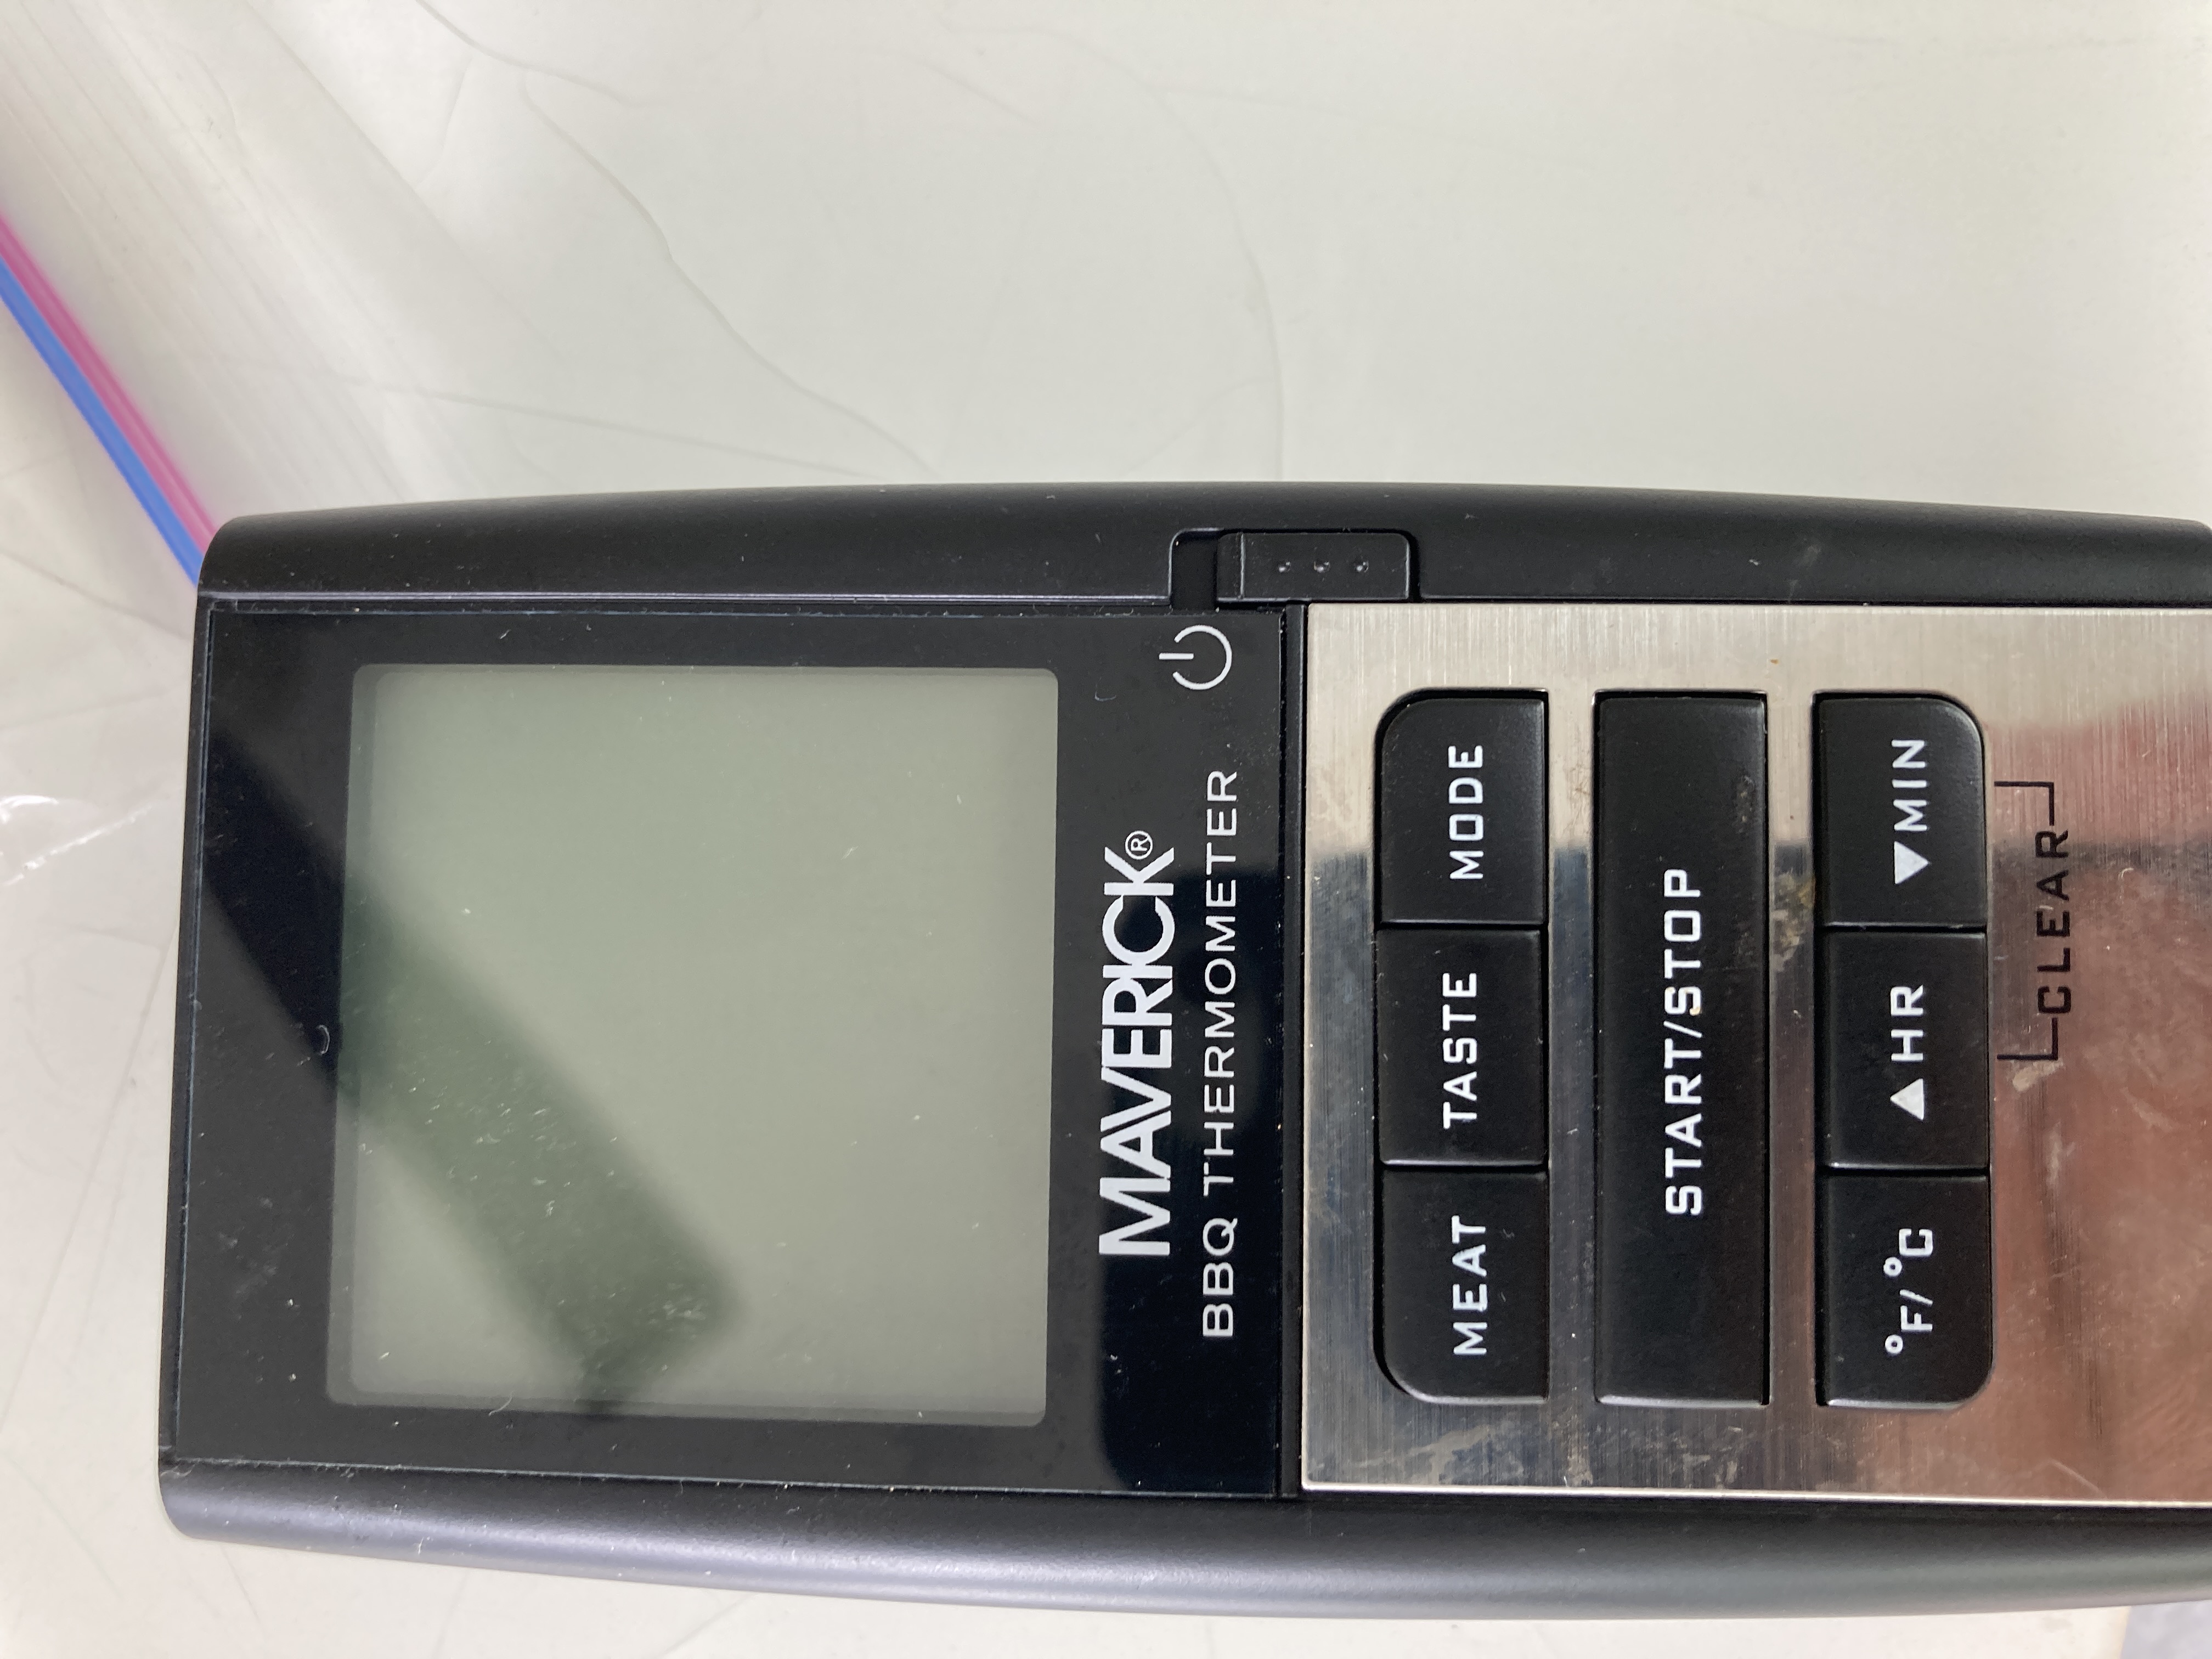 MAVERICK®
BBQ THERMOMETER
MEAT TASTE MODE
START/STOP
°F/°C ▲HR ▼MIN
CLEAR